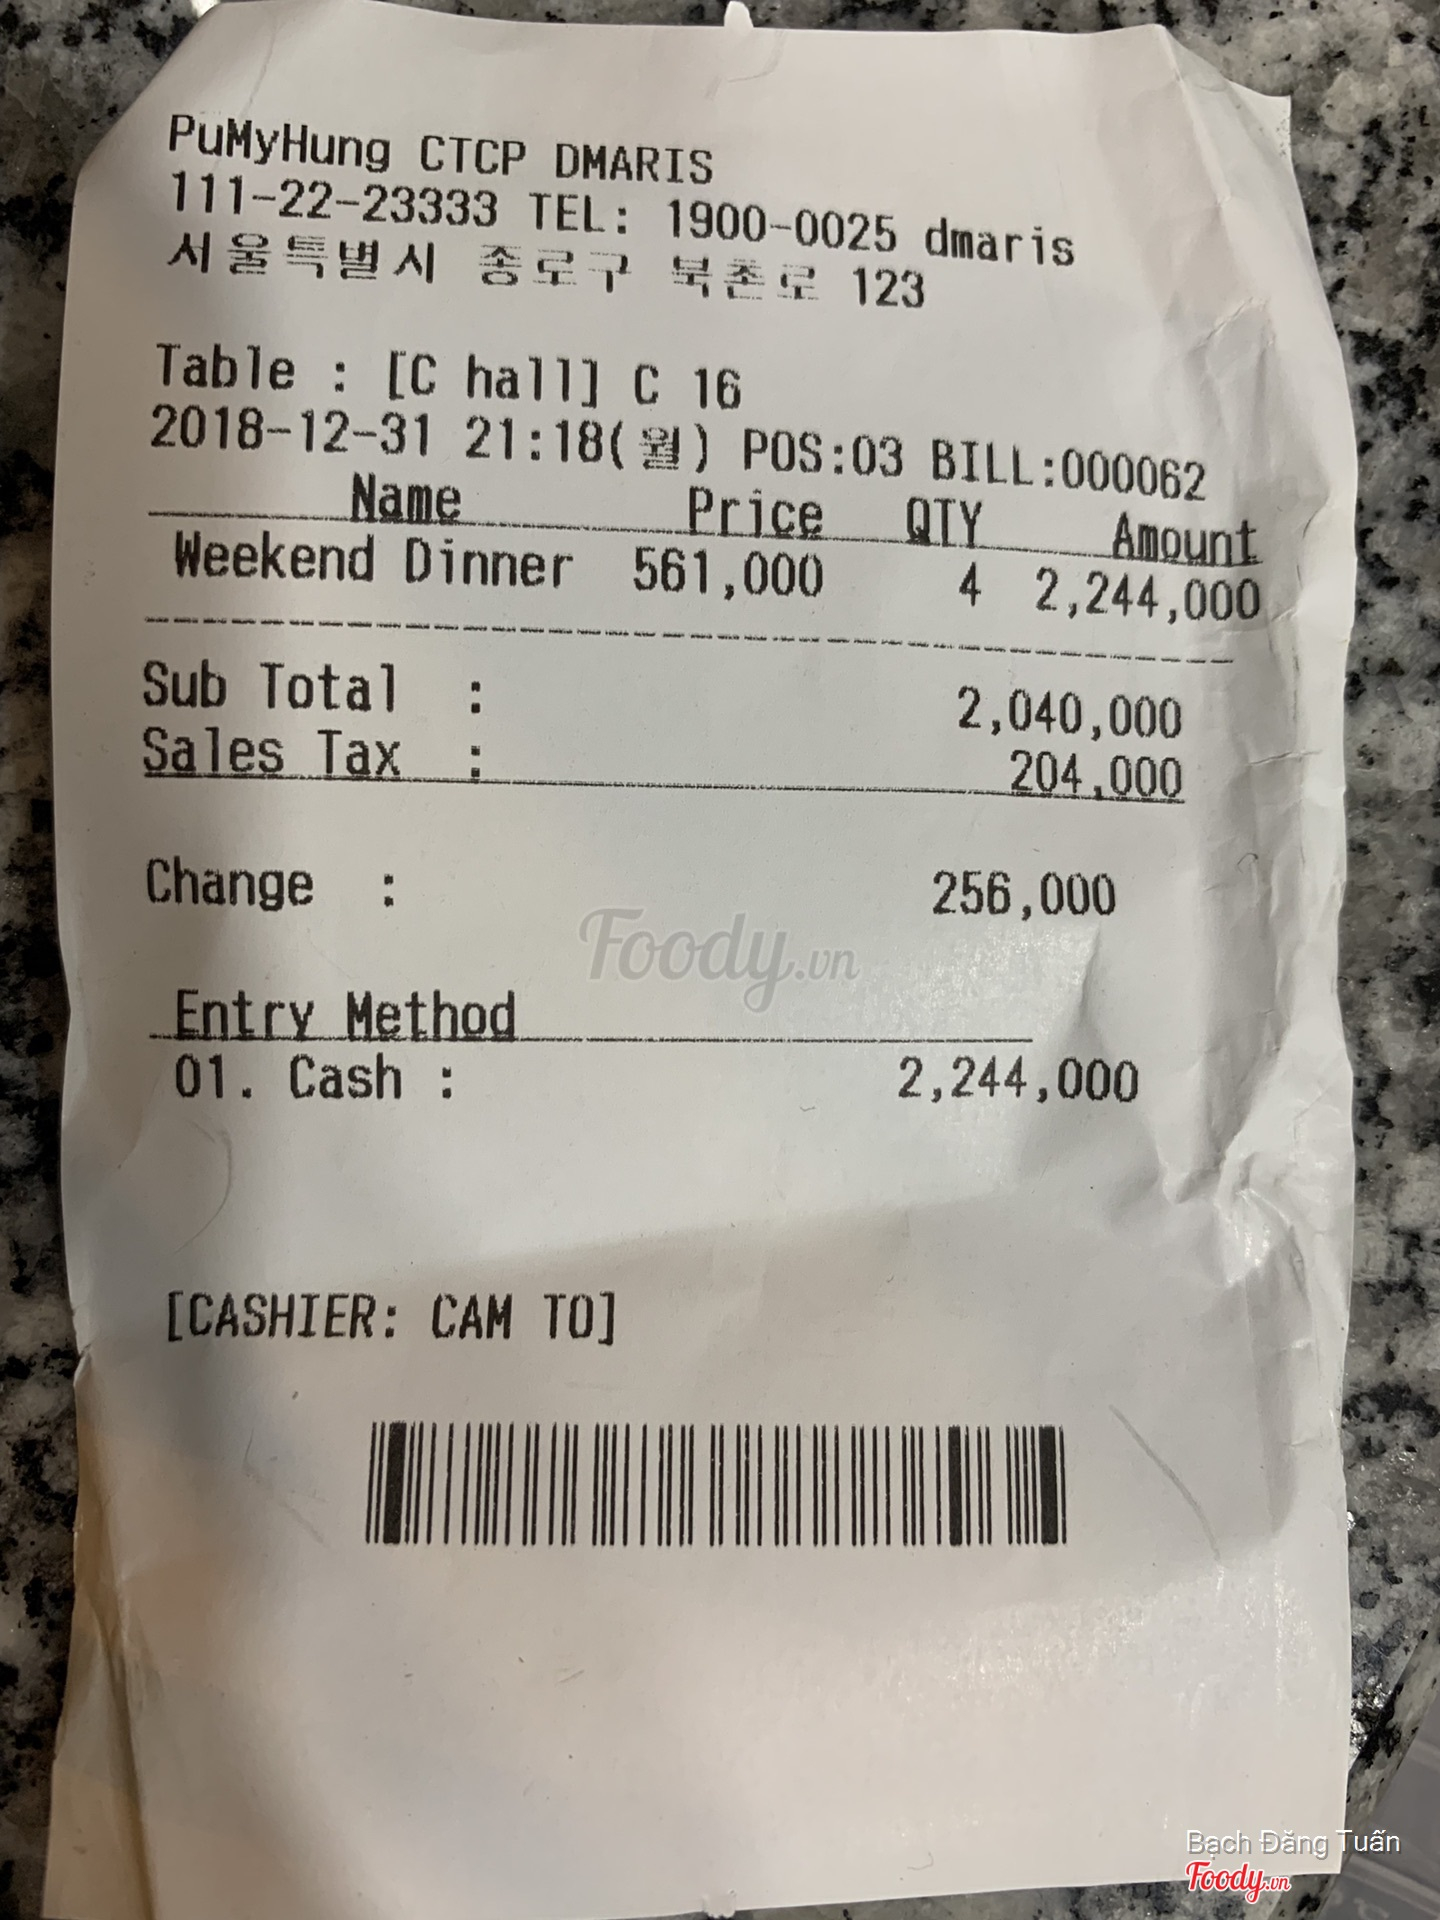 PuMyHung CTCP DMARIS
111-22-23333 TEL: 1900-0025 dmaris
서울특별시 종로구 북촌로 123
Table : [C hall] C 16
2018-12-31 21:18(월) POS:03 BILL:000062
Name Price QTY Amount
Weekend Dinner 561,000 4 2,244,000
Sub Total : 2,040,000
Sales Tax : 204,000
Change : 256,000
Foody.vn
Entry Method
01. Cash : 2,244,000
[CASHIER: CAM TO]
Bạch Đăng Tuấn
Foody.vn